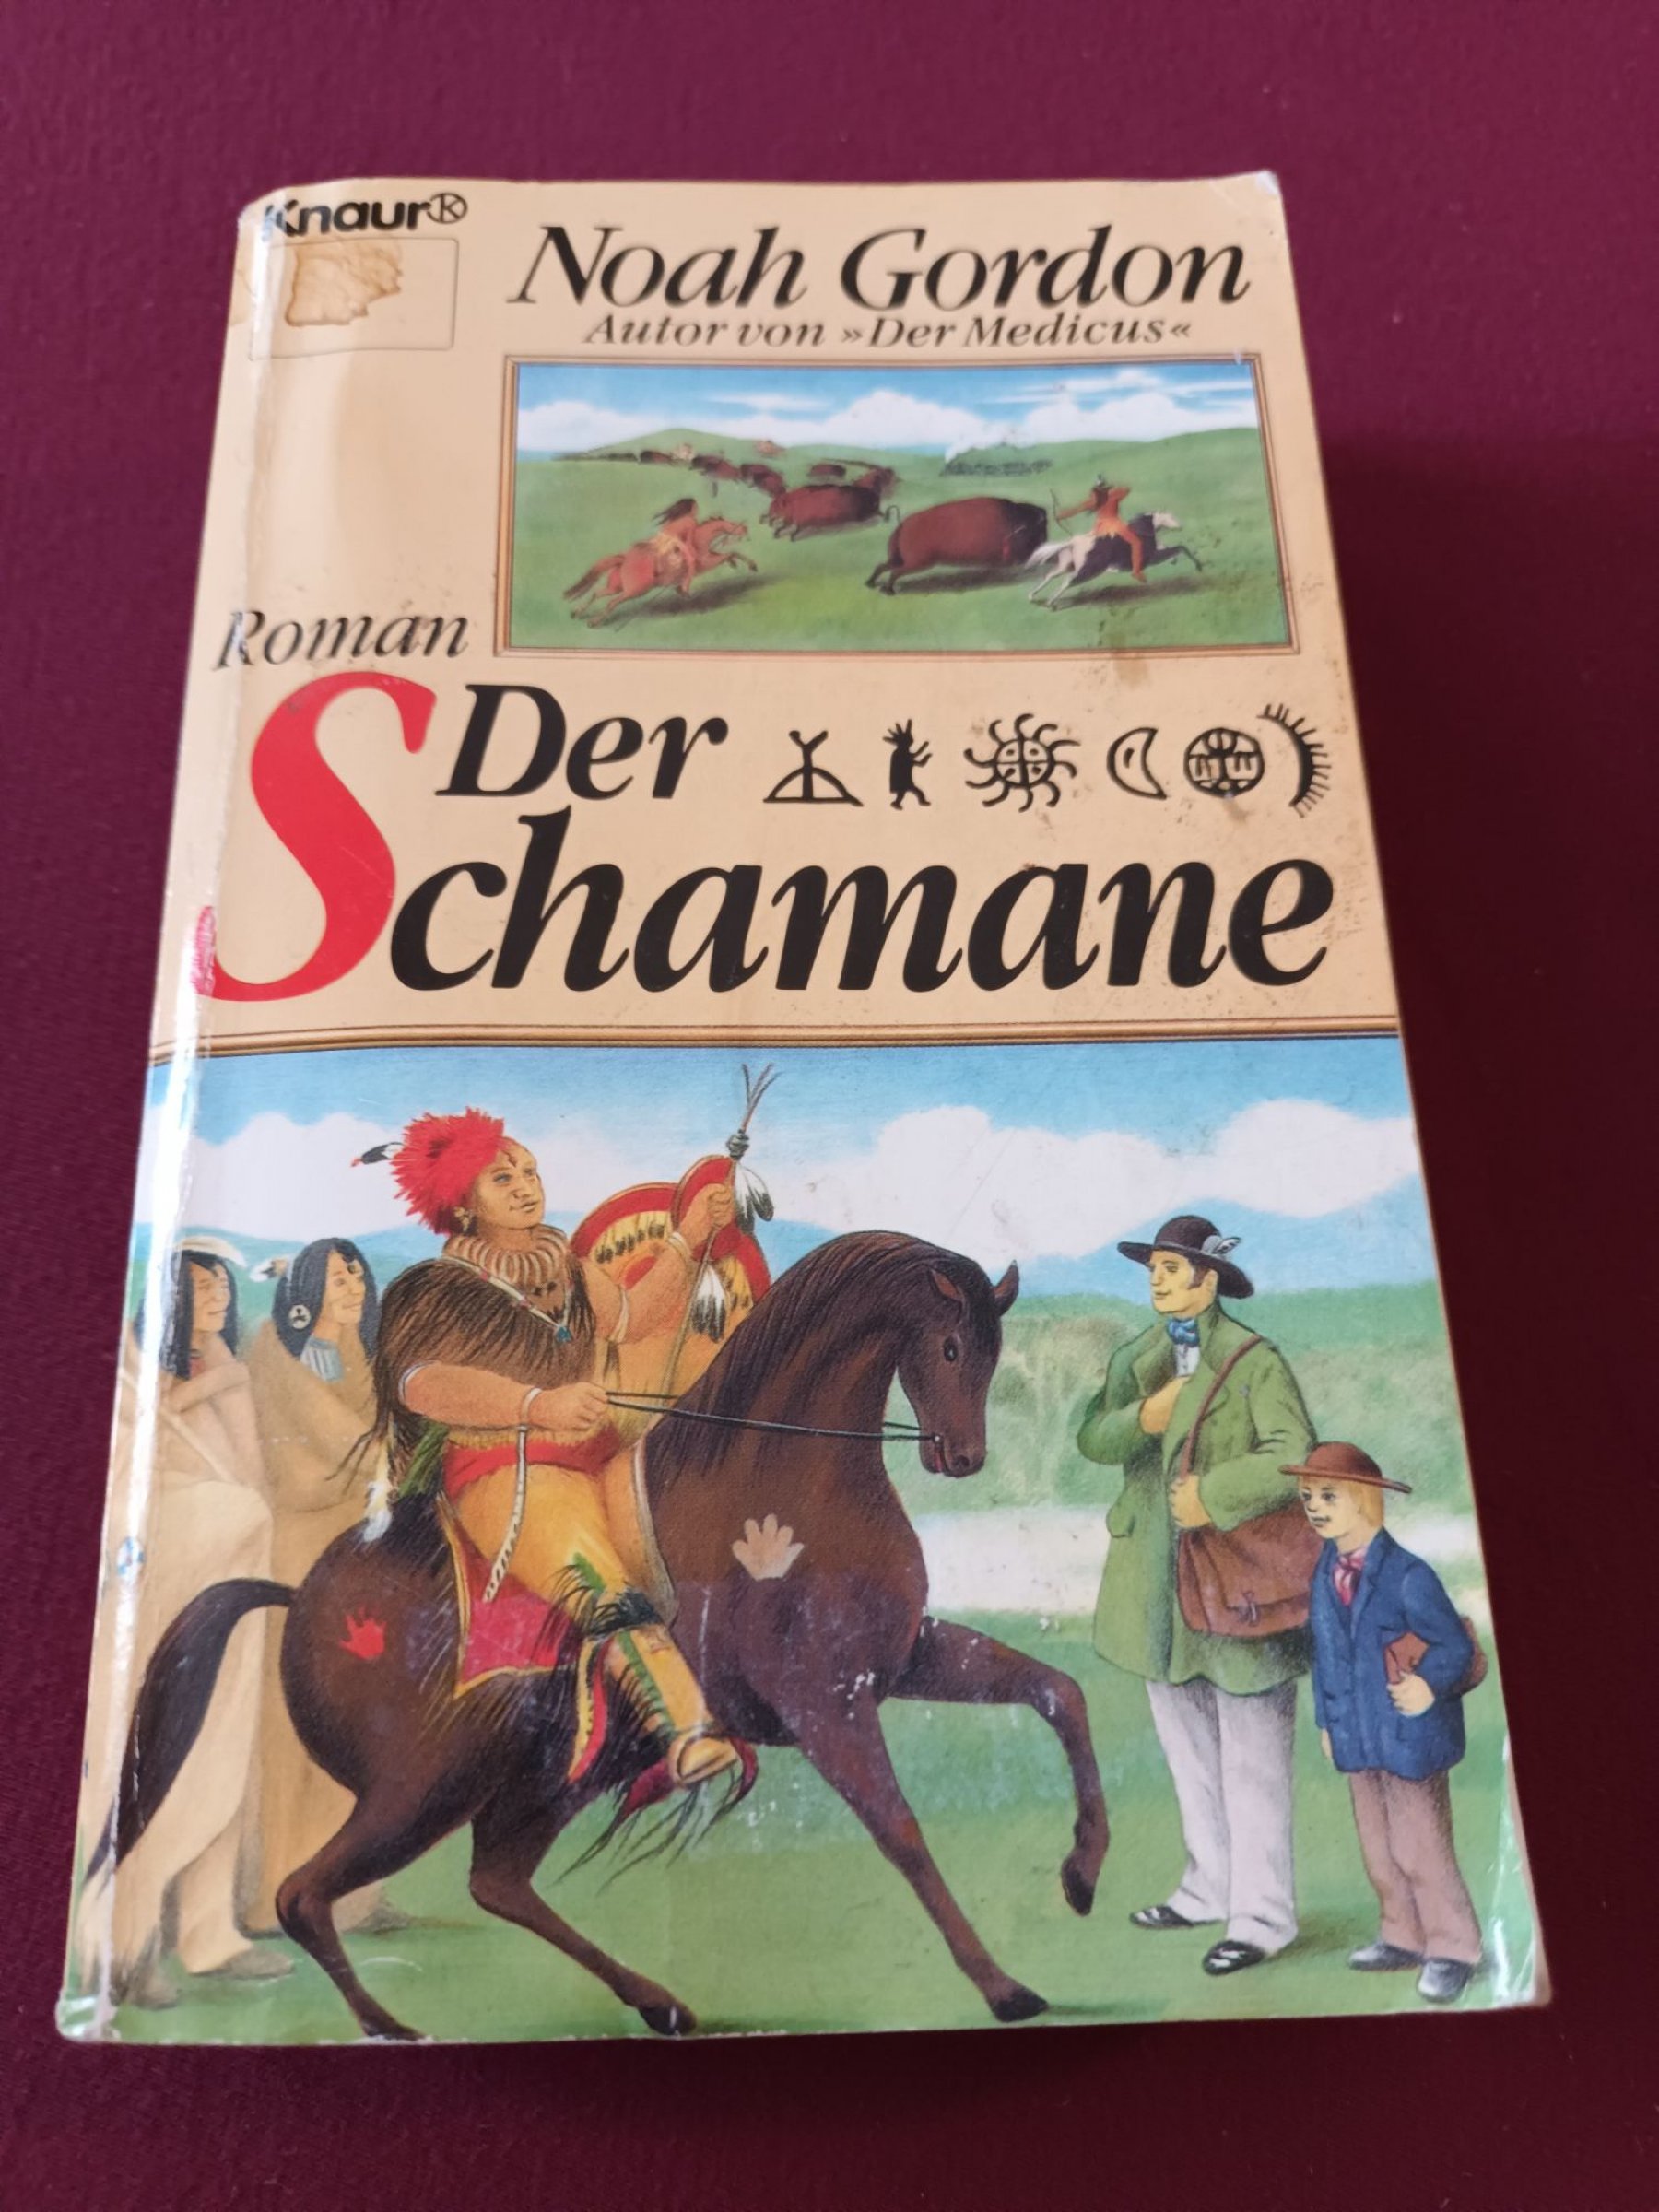 Knaur K
Noah Gordon
Autor von »Der Medicus«
Roman
Der
Schamane